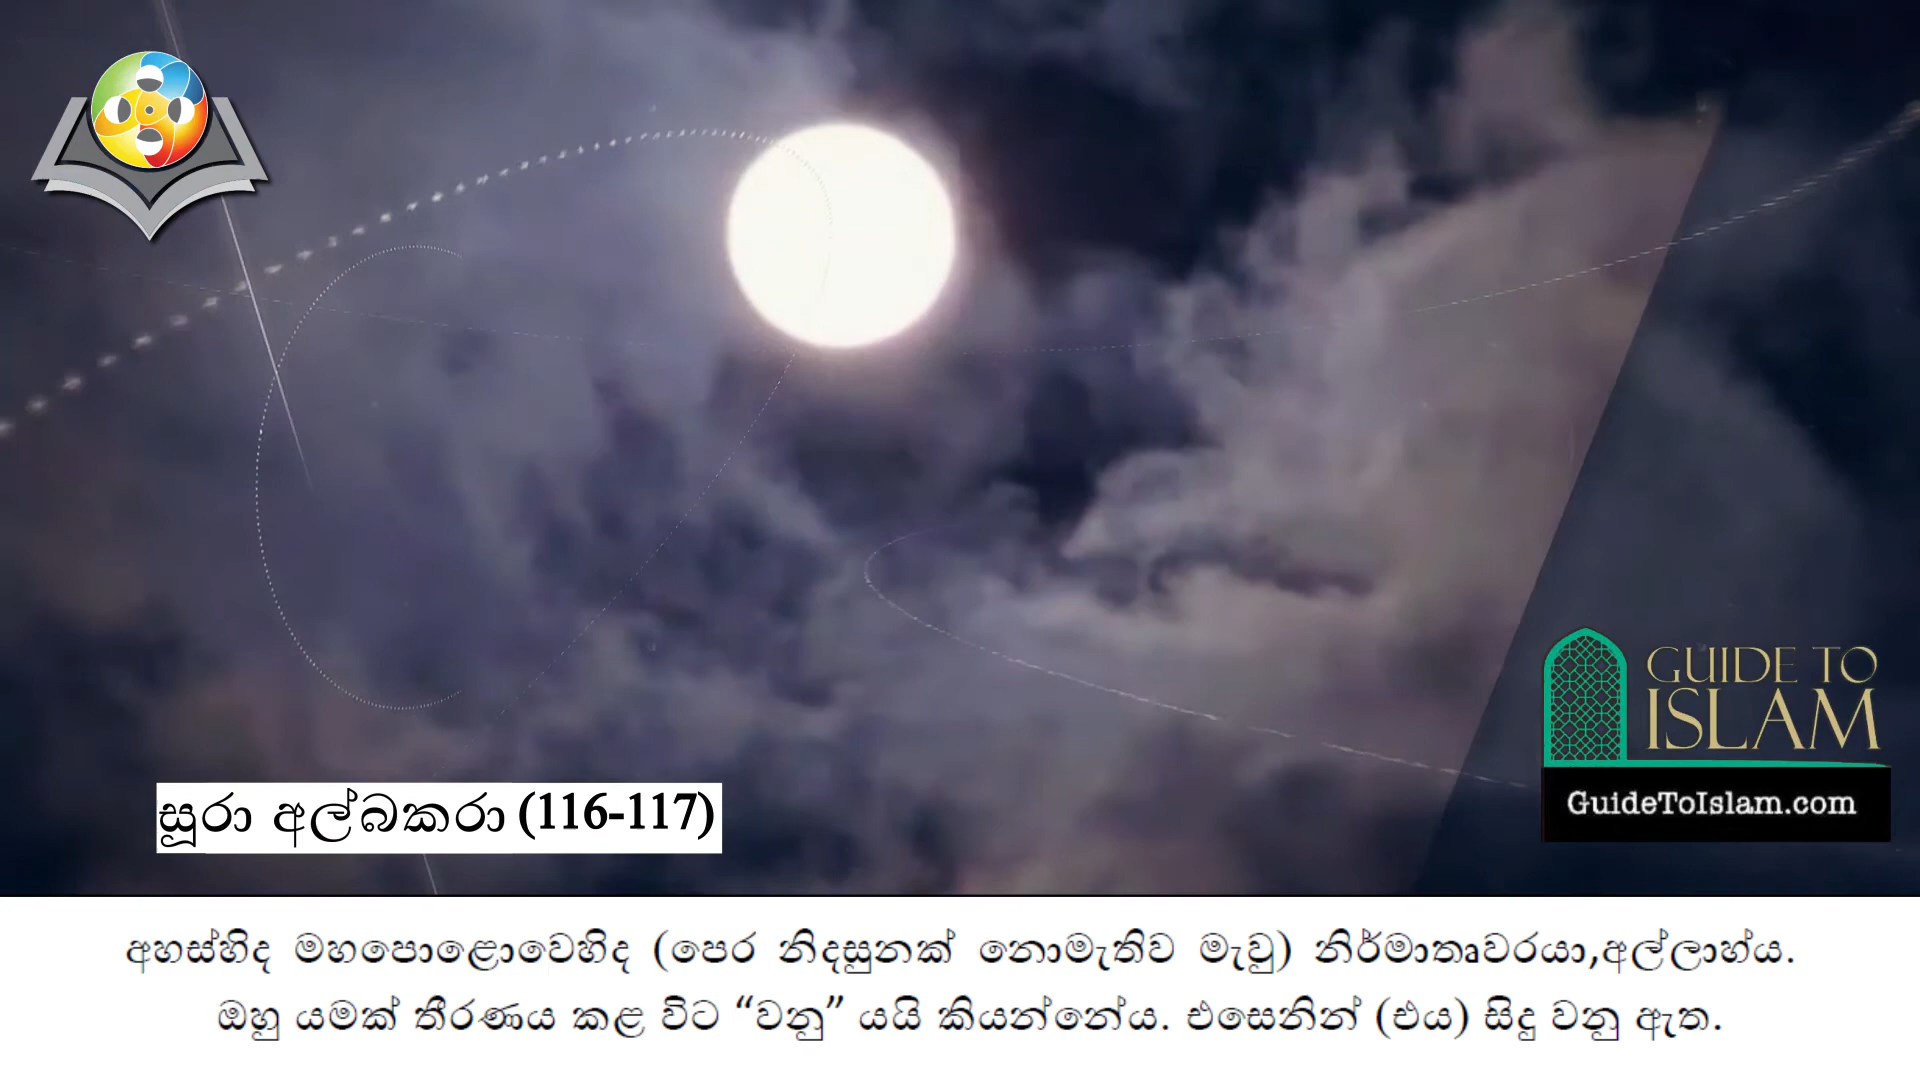 GUIDE TO
ISLAM
GuideToIslam.com
සූරා අල්බකරා (116-117)
අහස්හිද මහපොළොවෙහිද (පෙර නිදසුනක් නොමැතිව මැවු) නිර්මාතෘවරයා,අල්ලාහ්ය.
ඔහු යමක් තීරණය කළ විට “වනු” යයි කියන්නේය. එසෙනින් (එය) සිදු වනු ඇත.